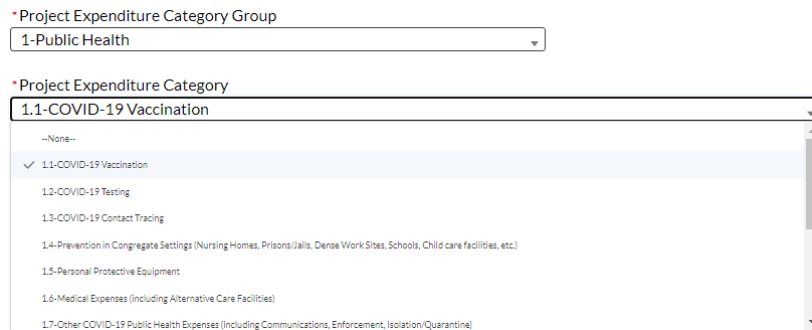 *Project Expenditure Category Group
1-Public Health
*Project Expenditure Category
1.1-COVID-19 Vaccination
--None--
1.1-COVID-19 Vaccination
1.2-COVID-19 Testing
1.3-COVID-19 Contact Tracing
1.4-Prevention in Congregate Settings (Nursing Homes, Prisons/Jails, Dense Work Sites, Schools, Child care facilities, etc.)
1.5-Personal Protective Equipment
1.6-Medical Expenses (including Alternative Care Facilities)
1.7-Other COVID-19 Public Health Expenses (including Communications, Enforcement, Isolation/Quarantine)